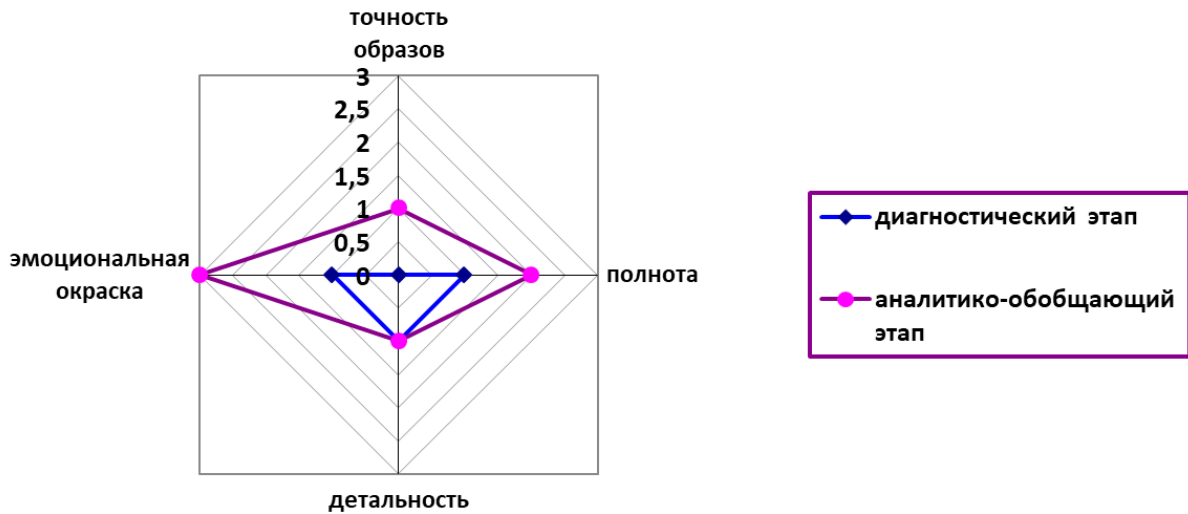 точность
образов
3
2,5
2
1,5
1
0,5
0
эмоциональная
окраска
полнота
детальность
диагностический этап
аналитико-обобщающий
этап